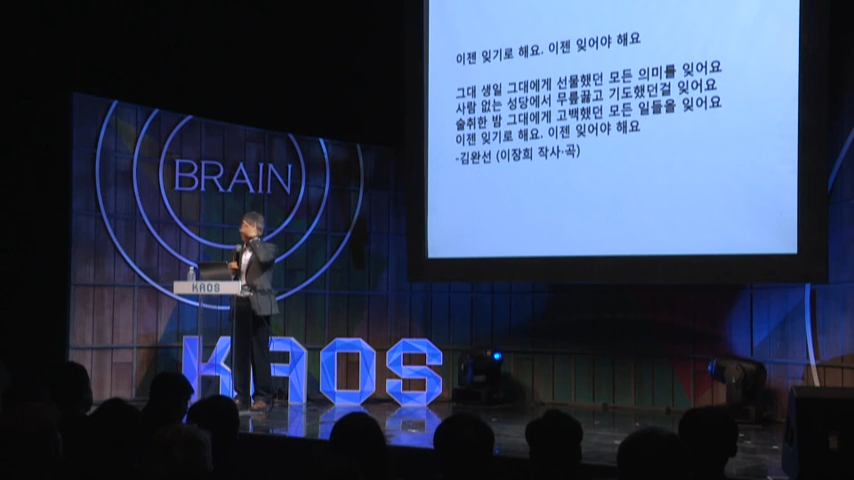 이젠 잊기로 해요. 이젠 잊어야 해요
그대 생일 그대에게 선물했던 모든 의미를 잊어요
사람 없는 성당에서 무릎꿇고 기도했던걸 잊어요
술취한 밤 그대에게 고백했던 모든 일들을 잊어요
이젠 잊기로 해요. 이젠 잊어야 해요
-김완선 (이장희 작사·곡)
BRAIN
KAOS
KAOS